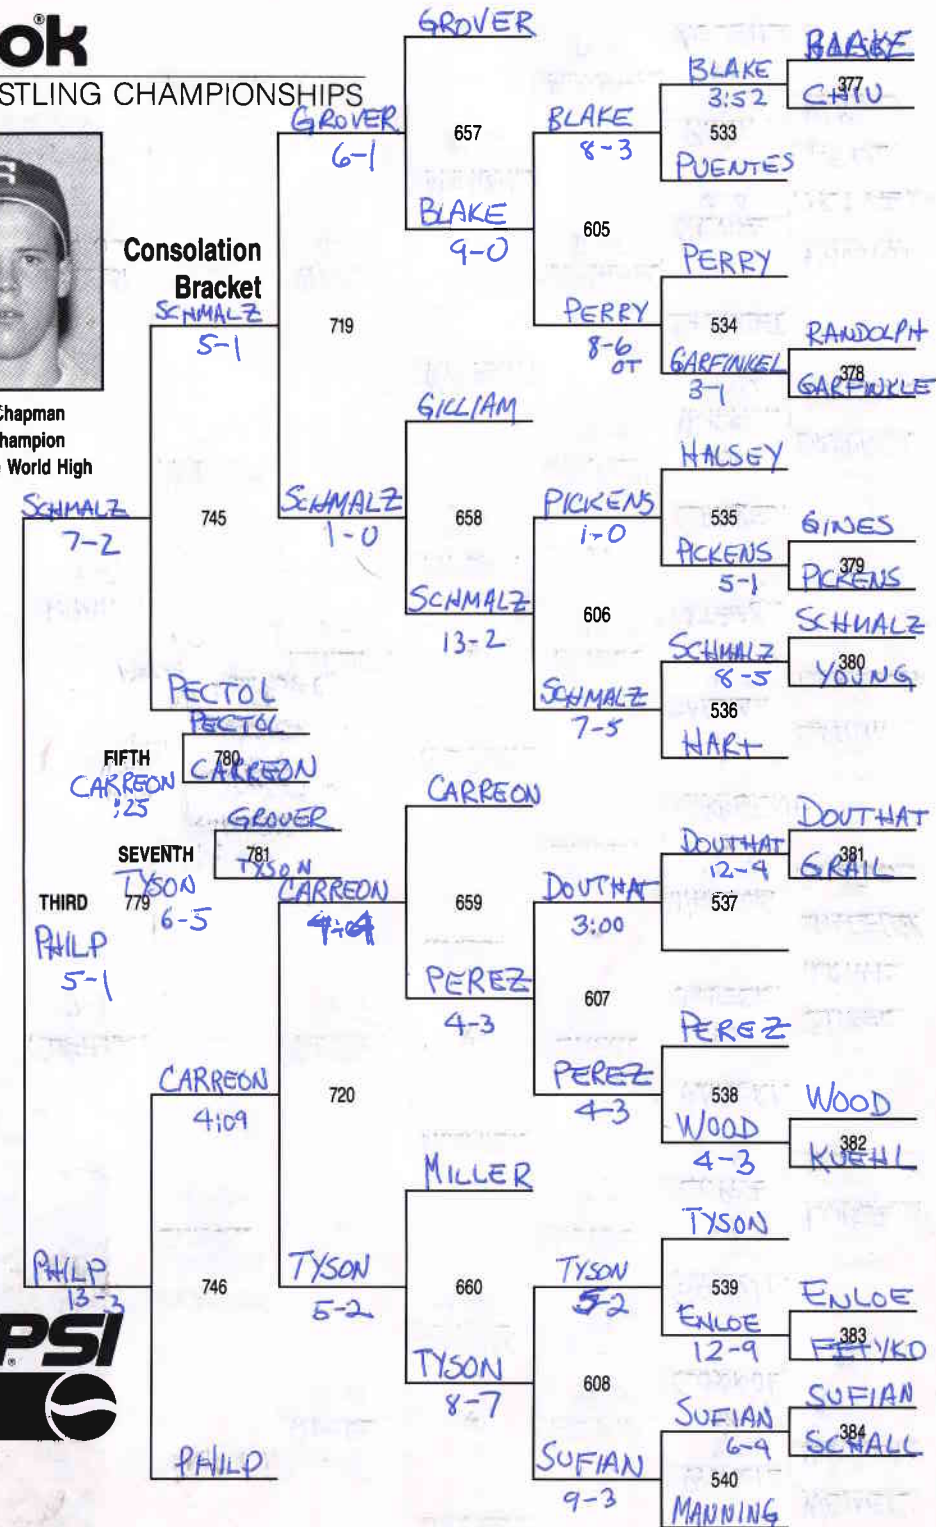 ok®
STLING CHAMPIONSHIPS
Chapman
hampion
World High
Consolation
Bracket
BLAKE
377
CHIU
BLAKE
3:52
533
PUENTES
BLAKE
8-3
605
PERRY
534
RANDOLPH
378
GARFINKLE
GARFINKEL
3-1
PERRY
8-6
OT
GROVER
657
BLAKE
9-0
GROVER
6-1
719
HALSEY
535
GINES
379
PICKENS
PICKENS
5-1
PICKENS
1-0
606
SCHMALZ
380
YOUNG
SCHMALZ
8-5
536
HART
SCHMALZ
7-5
GILLIAM
658
SCHMALZ
13-2
SCHMALZ
1-0
SCHMALZ
5-1
745
PECTOL
SCHMALZ
7-2
PECTOL
780
CARREON
FIFTH
CARREON
:25
GROVER
781
TYSON
SEVENTH
TYSON
6-5
THIRD 779
PHILP
5-1
DOUTHAT
381
GRAIL
DOUTHAT
12-4
537
DOUTHAT
3:00
607
PEREZ
538
WOOD
382
KUEHL
WOOD
4-3
PEREZ
4-3
CARREON
659
PEREZ
4-3
CARREON
720
TYSON
539
ENLOE
383
ENLOE
12-9
TYSON
5-2
608
SUFIAN
384
SCHALL
SUFIAN
6-4
540
MANNING
SUFIAN
9-3
MILLER
660
TYSON
8-7
TYSON
5-2
CARREON
4:09
746
PHILP
PHILP
13-3
PSI
®